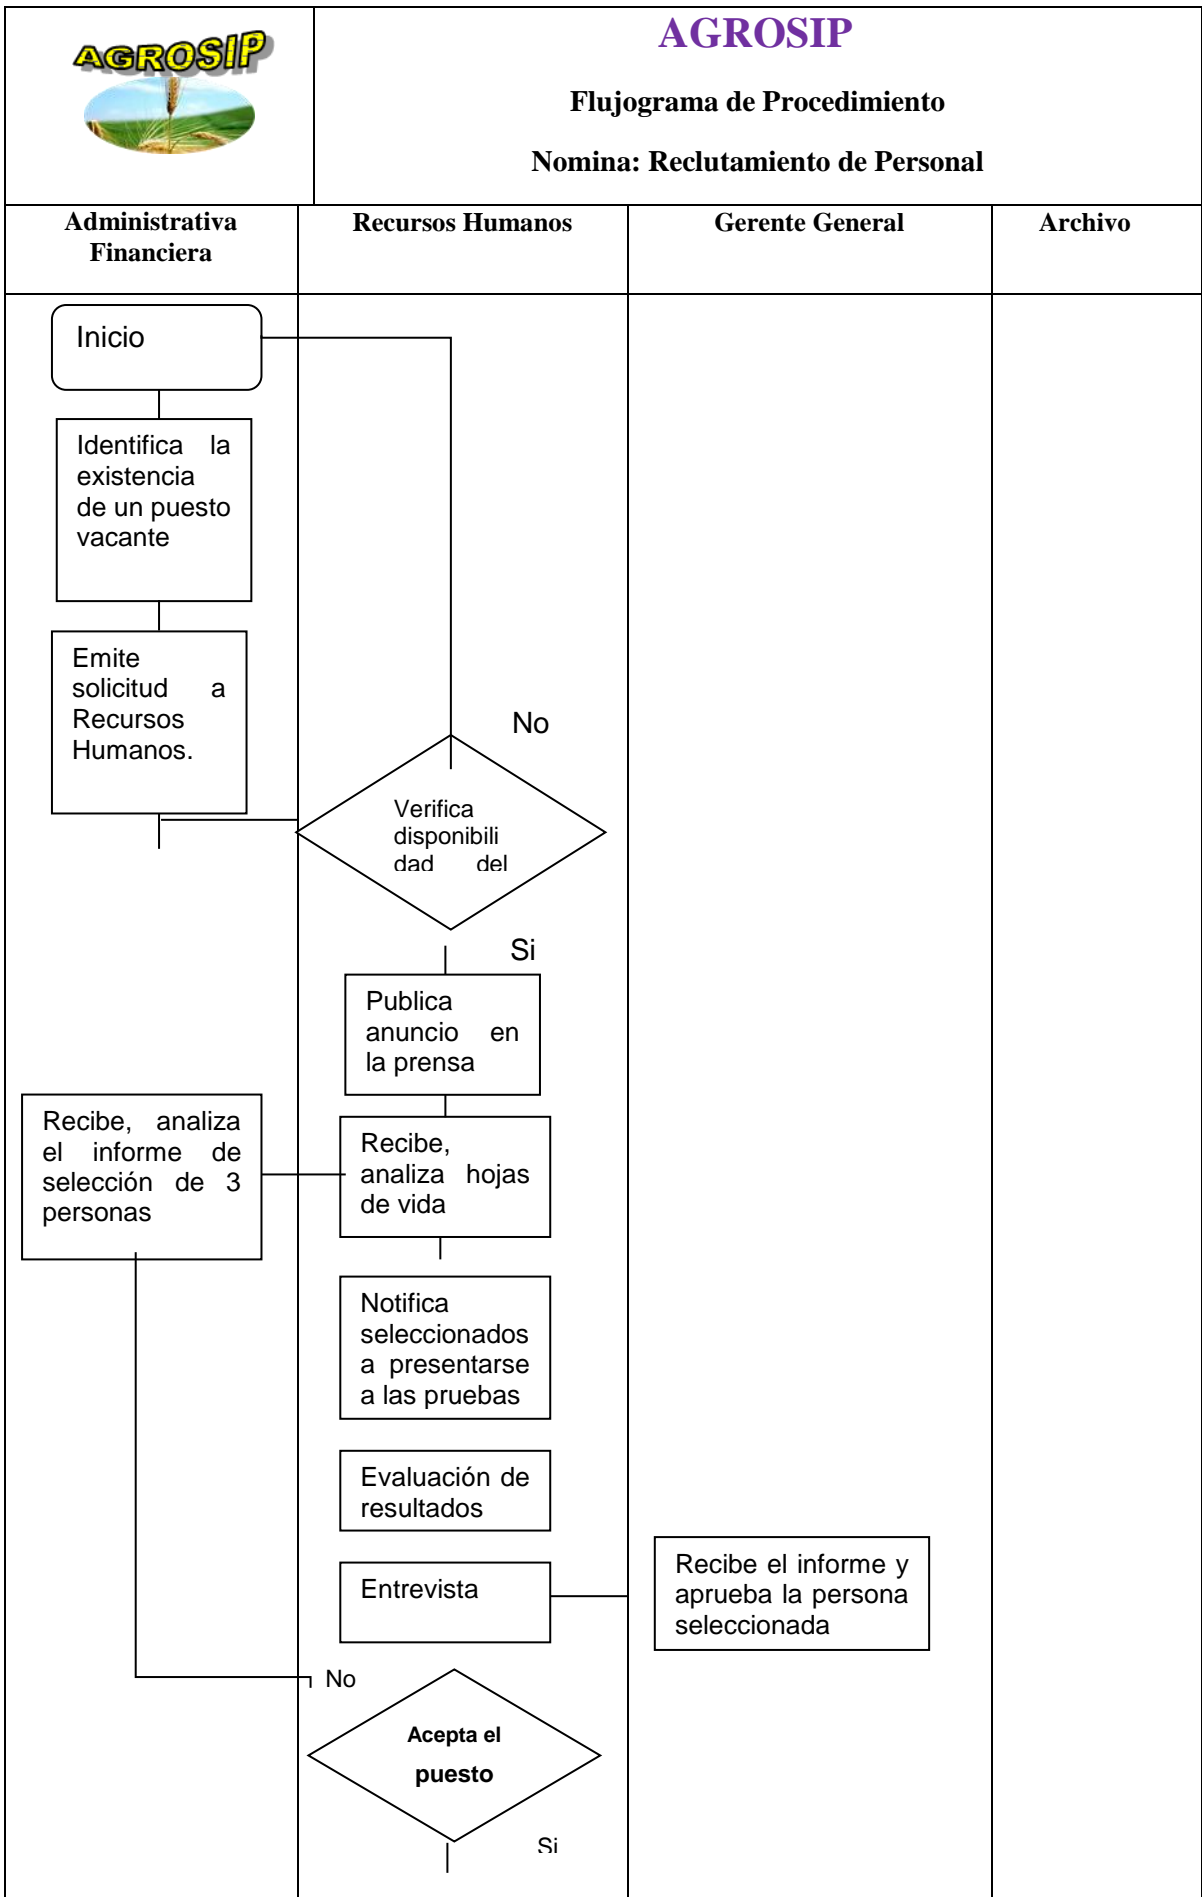 AGROSIP
AGROSIP
Flujograma de Procedimiento
Nomina: Reclutamiento de Personal
Administrativa
Financiera
Recursos Humanos
Gerente General
Archivo
Inicio
Identifica la
existencia
de un puesto
vacante
Emite
solicitud a
Recursos
Humanos.
No
Verifica
disponibili
dad del
Si
Publica
anuncio en
la prensa
Recibe, analiza
el informe de
selección de 3
personas
Recibe,
analiza hojas
de vida
Notifica
seleccionados
a presentarse
a las pruebas
Evaluación de
resultados
Entrevista
Recibe el informe y
aprueba la persona
seleccionada
No
Acepta el
puesto
Si